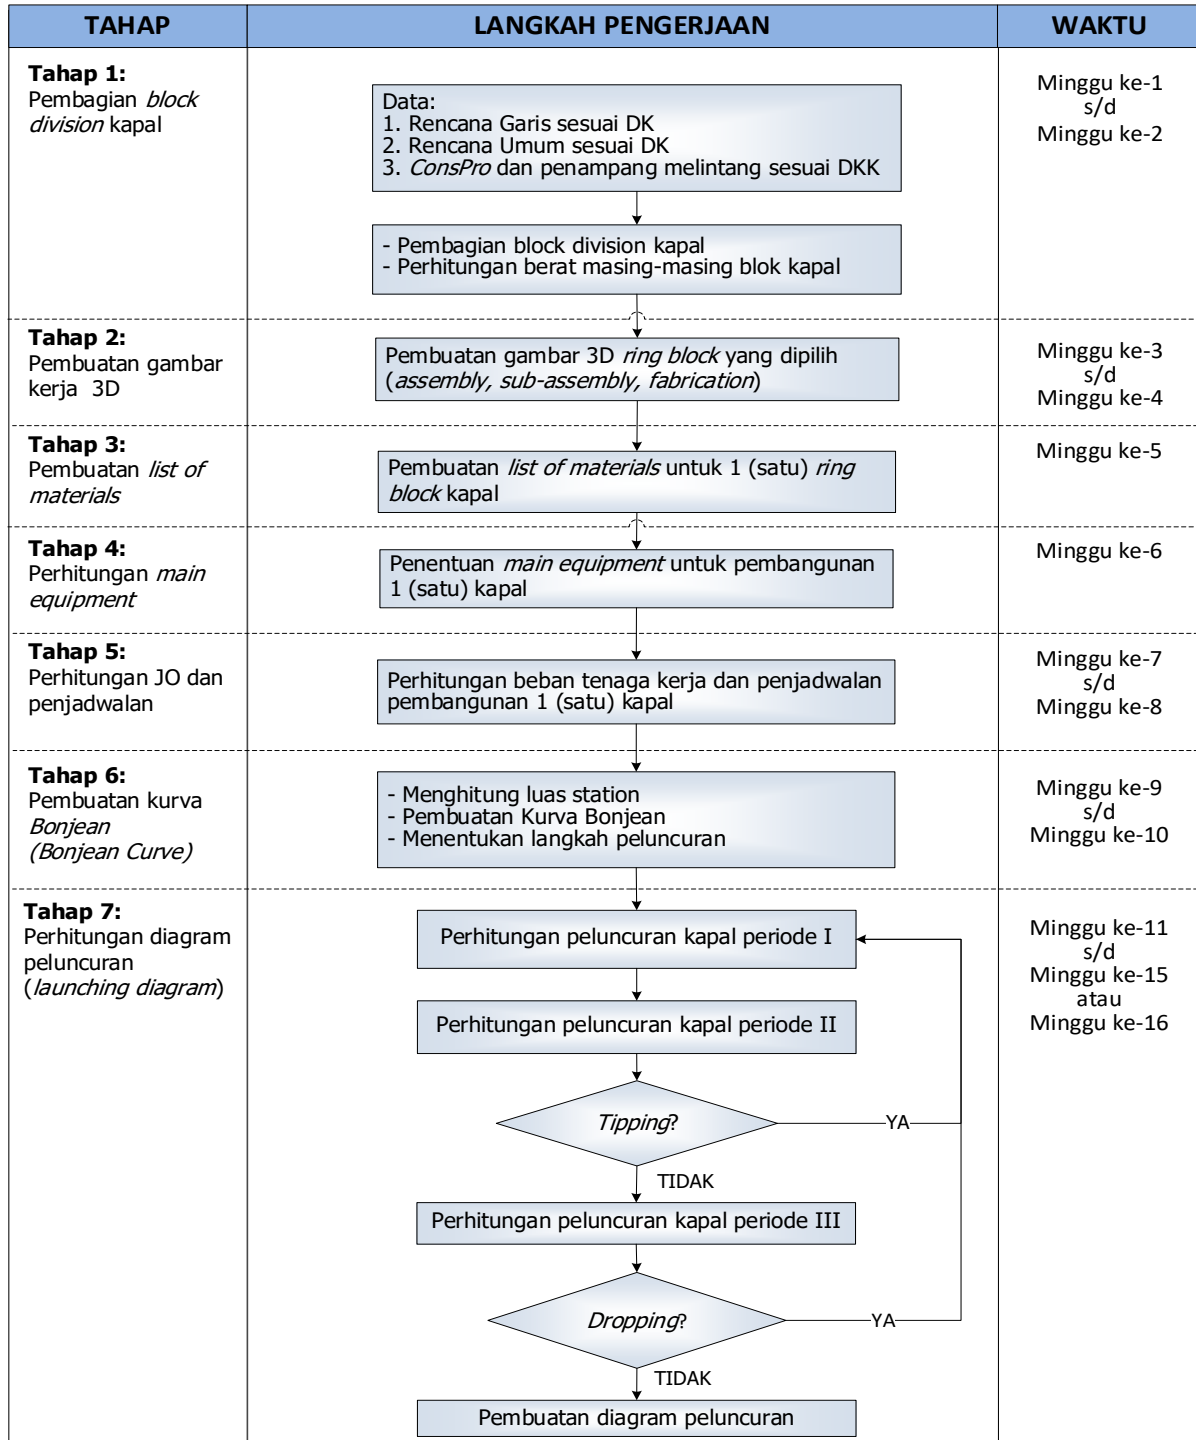 TAHAP
LANGKAH PENGERJAAN
WAKTU
Tahap 1:
Pembagian block
division kapal
Data:
1. Rencana Garis sesuai DK
2. Rencana Umum sesuai DK
3. ConsPro dan penampang melintang sesuai DKK
- Pembagian block division kapal
- Perhitungan berat masing-masing blok kapal
Minggu ke-1
s/d
Minggu ke-2
Tahap 2:
Pembuatan gambar
kerja 3D
Pembuatan gambar 3D ring block yang dipilih
(assembly, sub-assembly, fabrication)
Minggu ke-3
s/d
Minggu ke-4
Tahap 3:
Pembuatan list of
materials
Pembuatan list of materials untuk 1 (satu) ring
block kapal
Minggu ke-5
Tahap 4:
Perhitungan main
equipment
Penentuan main equipment untuk pembangunan
1 (satu) kapal
Minggu ke-6
Tahap 5:
Perhitungan JO dan
penjadwalan
Perhitungan beban tenaga kerja dan penjadwalan
pembangunan 1 (satu) kapal
Minggu ke-7
s/d
Minggu ke-8
Tahap 6:
Pembuatan kurva
Bonjean
(Bonjean Curve)
- Menghitung luas station
- Pembuatan Kurva Bonjean
- Menentukan langkah peluncuran
Minggu ke-9
s/d
Minggu ke-10
Tahap 7:
Perhitungan diagram
peluncuran
(launching diagram)
Perhitungan peluncuran kapal periode I
Perhitungan peluncuran kapal periode II
Tipping?
YA
TIDAK
Perhitungan peluncuran kapal periode III
Dropping?
YA
TIDAK
Pembuatan diagram peluncuran
Minggu ke-11
s/d
Minggu ke-15
atau
Minggu ke-16